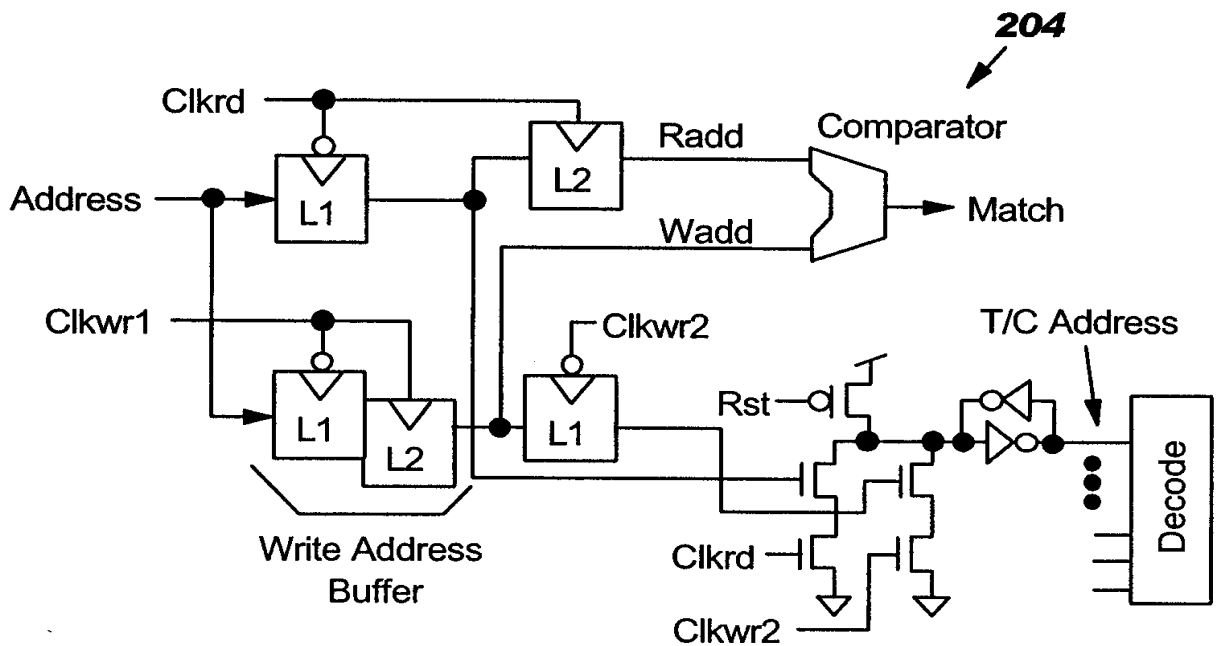 204
Clkrd
Radd
Comparator
L2
Address
L1
Match
Wadd
Clkwr1
Clkwr2
T/C Address
Rst
L1
L2
L1
Decode
Write Address
Buffer
Clkrd
Clkwr2